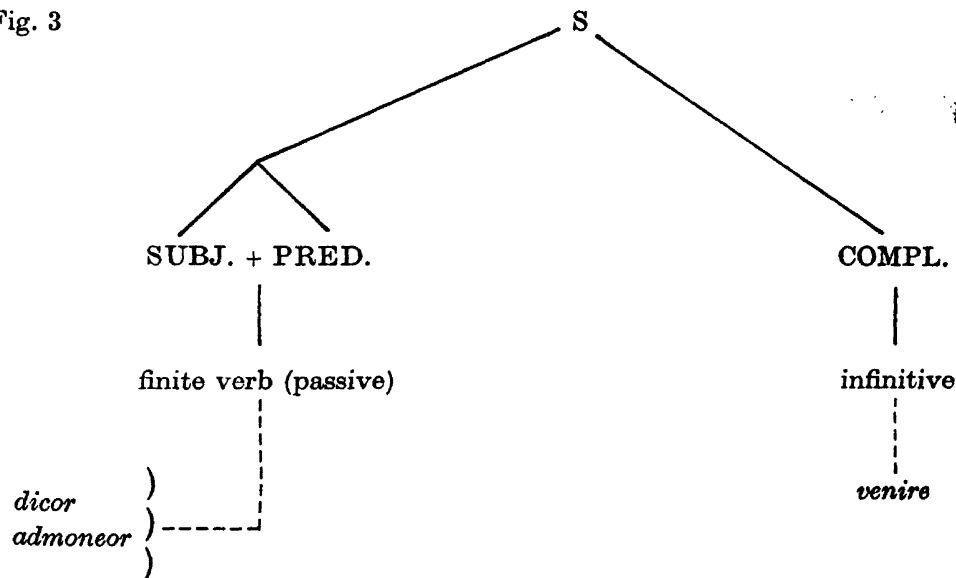 Fig. 3
S
SUBJ. + PRED.
COMPL.
finite verb (passive)
infinitive
dicor )
admoneor )
)
venire